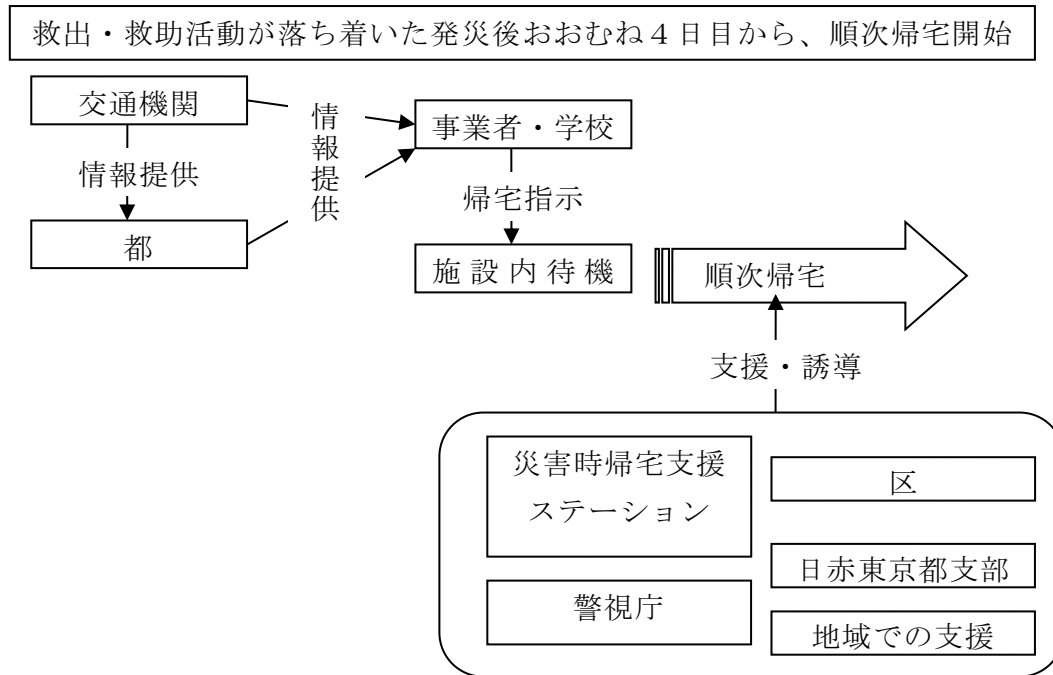 救出・救助活動が落ち着いた発災後おおむね４日目から、順次帰宅開始
交通機関
情報提供
都
情報提供
事業者・学校
帰宅指示
施設内待機
順次帰宅
支援・誘導
災害時帰宅支援
ステーション
警視庁
区
日赤東京都支部
地域での支援